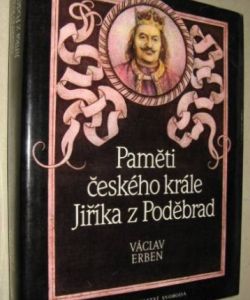 Paměti
českého krále
Jiříka z Poděbrad
VÁCLAV
ERBEN